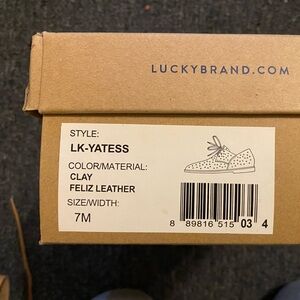 LUCKYBRAND.COM
STYLE:
LK-YATESS
COLOR/MATERIAL:
CLAY
FELIZ LEATHER
SIZE/WIDTH:
7M
8 89816 515 03 4